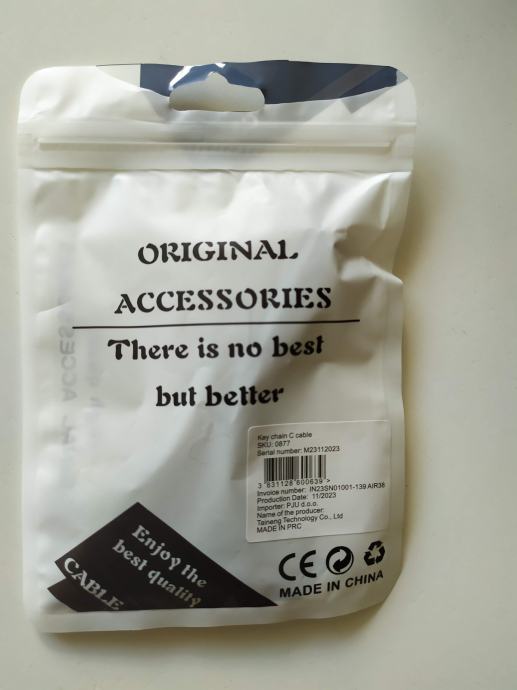 ORIGINAL
ACCESSORIES
There is no best
but better
Kay chain C cable
SKU: 0877
Serial number: M23112023
3 831128 600639 >
Invoice number: IN23SN01001-139 AIR38
Production Date: 11/2023
Importer: PJU d.o.o.
Name of the producer:
Taineng Technology Co., Ltd
MADE IN PRC
Enjoy the
best quality
CABLE
CE
MADE IN CHINA